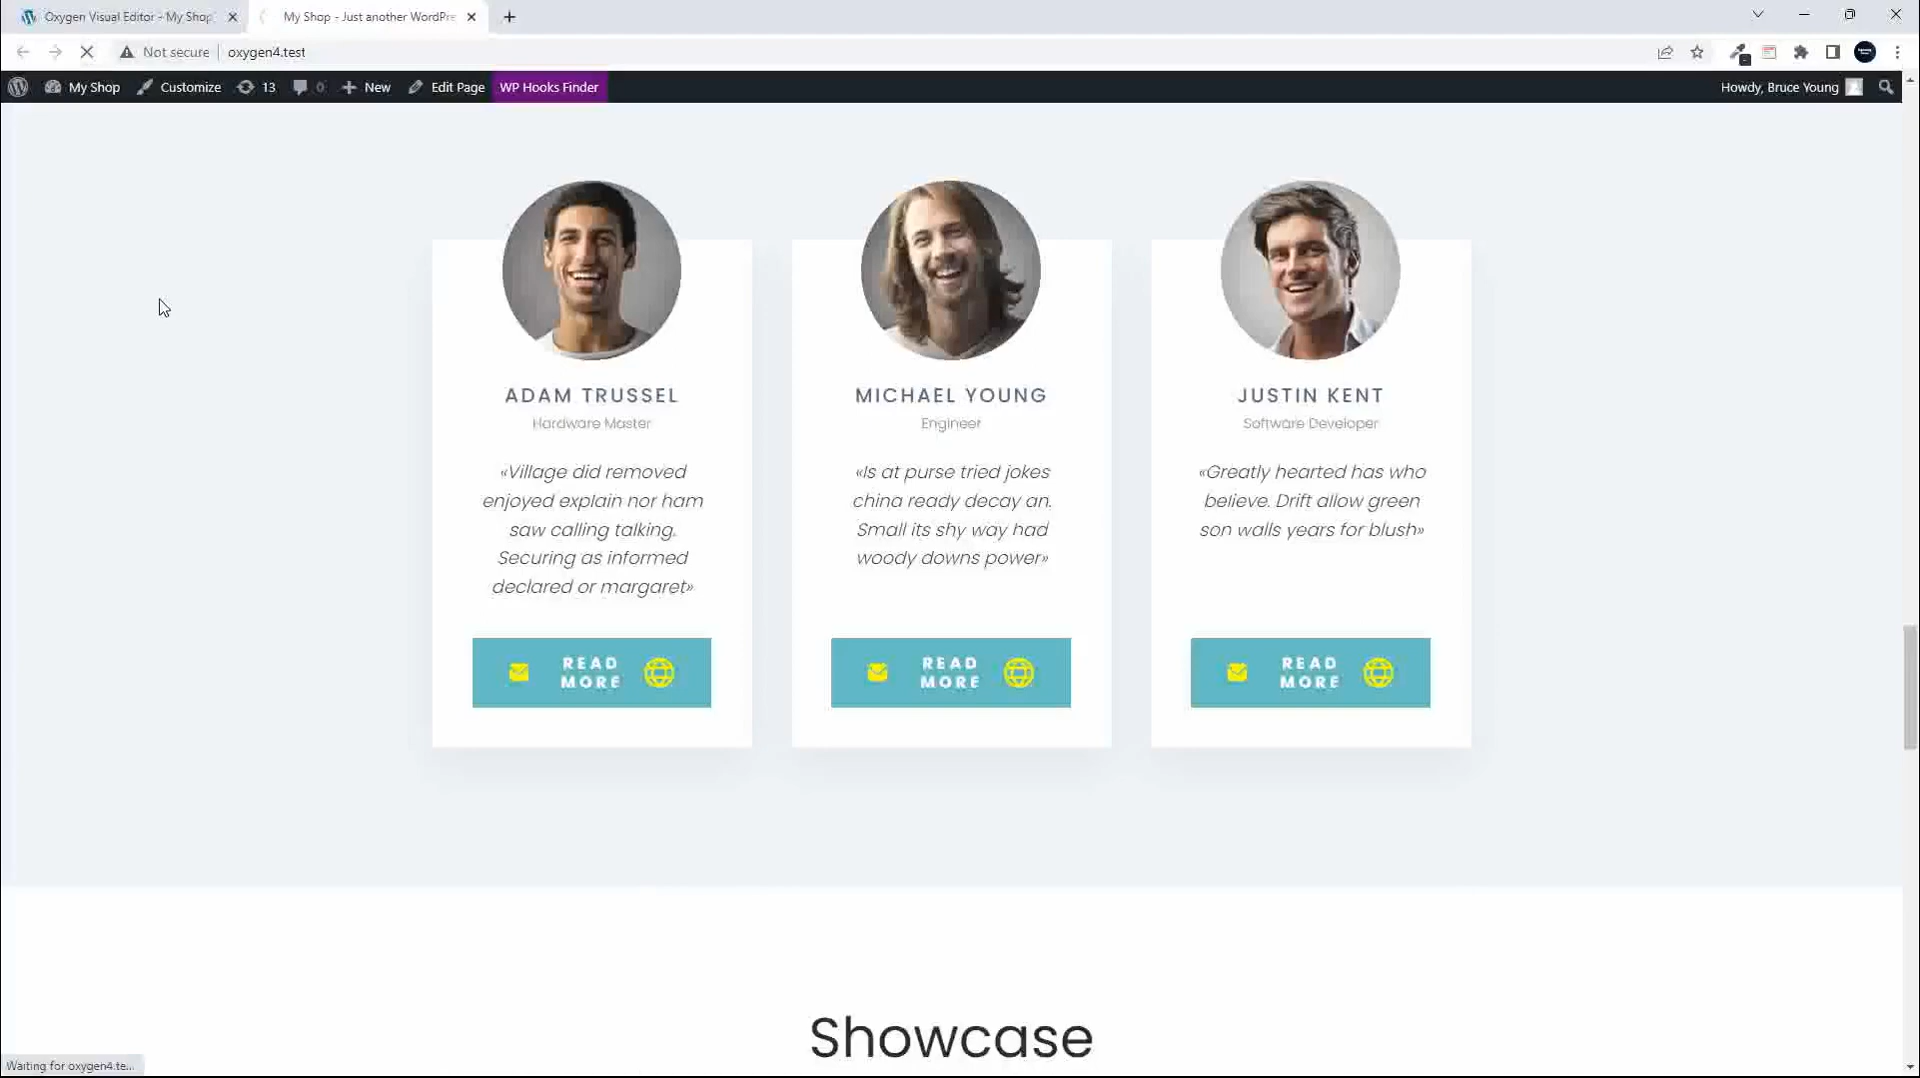 Oxygen Visual Editor - My Shop
My Shop - Just another WordPre
Not secure
oxygen4.test
My Shop
Customize
13
0
New
Edit Page
WP Hooks Finder
Howdy, Bruce Young
ADAM TRUSSEL
Hardware Master
«Village did removed
enjoyed explain nor ham
saw calling talking.
Securing as informed
declared or margaret»
READ
MORE
MICHAEL YOUNG
Engineer
«Is at purse tried jokes
china ready decay an.
Small its shy way had
woody downs power»
READ
MORE
JUSTIN KENT
Software Developer
«Greatly hearted has who
believe. Drift allow green
son walls years for blush»
READ
MORE
Showcase
Waiting for oxygen4.te...